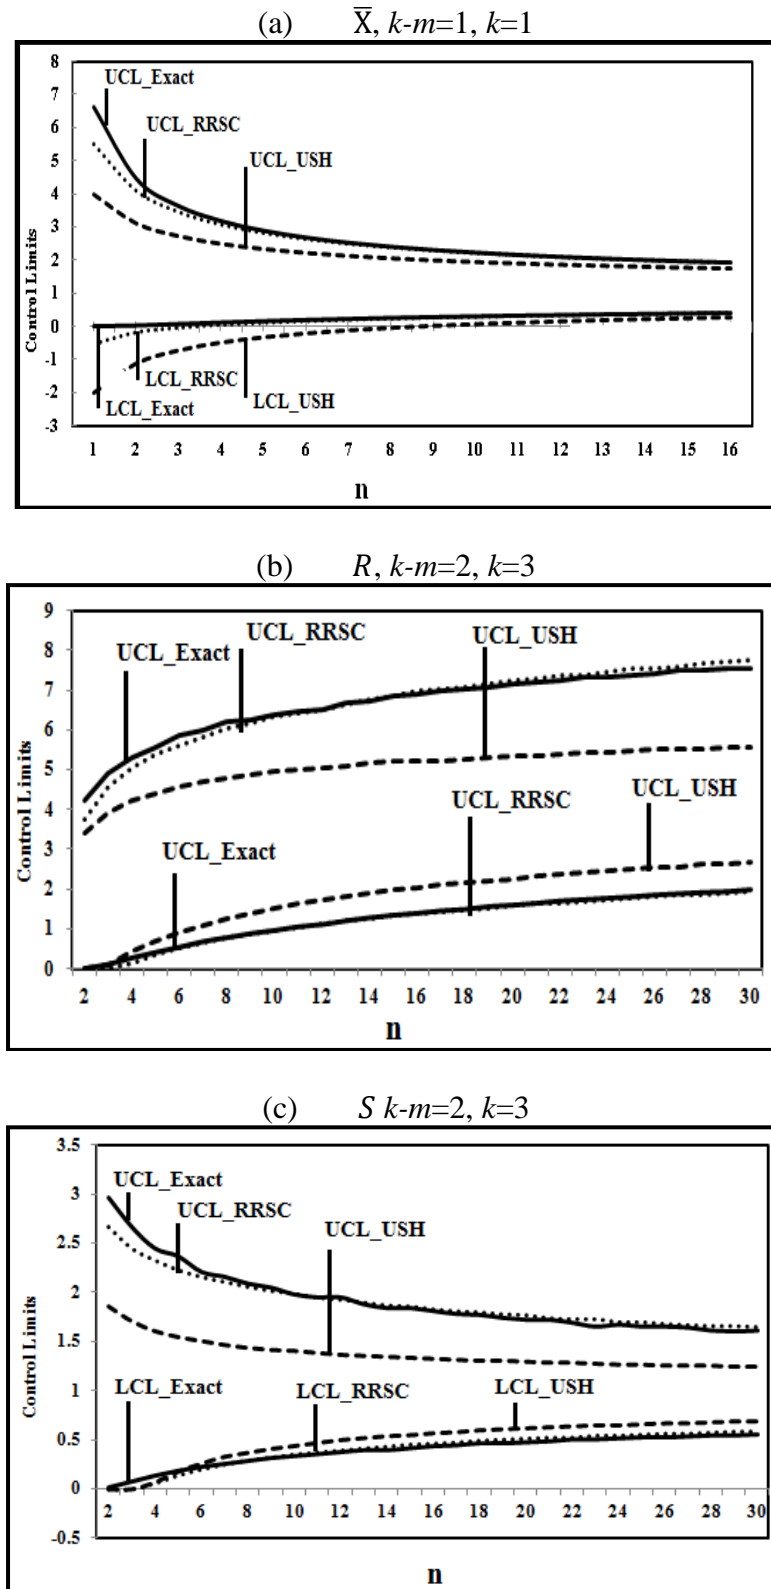 (a) X̅, k-m=1, k=1
8
7
6
5
4
3
2
1
0
-1
-2
-3
Control Limits
UCL_Exact
UCL_RRSC
UCL_USH
LCL_RRSC
LCL_Exact
LCL_USH
1 2 3 4 5 6 7 8 9 10 11 12 13 14 15 16
n
(b) R, k-m=2, k=3
9
8
7
6
5
4
3
2
1
0
Control Limits
UCL_RRSC
UCL_USH
UCL_Exact
UCL_RRSC
UCL_USH
UCL_Exact
2 4 6 8 10 12 14 16 18 20 22 24 26 28 30
n
(c) S k-m=2, k=3
3.5
3
2.5
2
1.5
1
0.5
0
-0.5
Control Limits
UCL_Exact
UCL_RRSC
UCL_USH
LCL_Exact
LCL_RRSC
LCL_USH
2 4 6 8 10 12 14 16 18 20 22 24 26 28 30
n